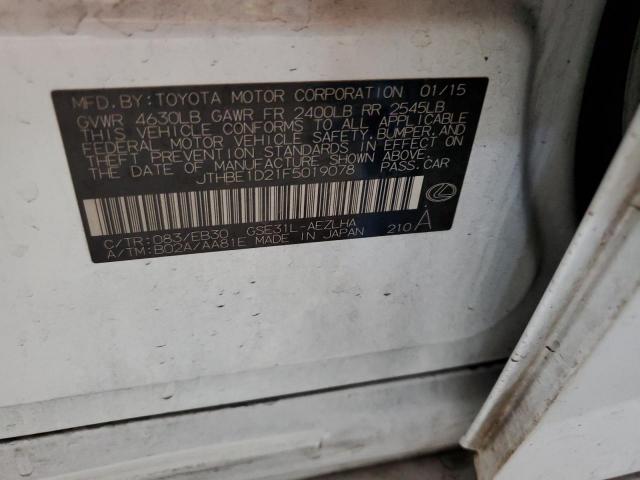 MFD. BY: TOYOTA MOTOR CORPORATION 01/15
GVWR 4630LB GAWR FR 2400LB RR 2545LB
THIS VEHICLE CONFORMS TO ALL APPLICABLE
FEDERAL MOTOR VEHICLE SAFETY, BUMPER, AND
THEFT PREVENTION STANDARDS IN EFFECT ON
THE DATE OF MANUFACTURE SHOWN ABOVE.
JTHBE1D21F5019078 PASS. CAR
C/TR: 083/EB30 GSE31L-AEZLHA
A/TM: B02A/AA81E MADE IN JAPAN 210 A